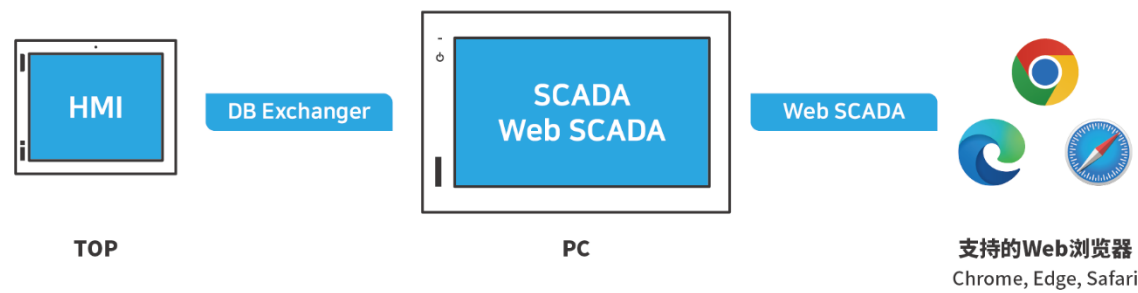 HMI
DB Exchanger
SCADA
Web SCADA
Web SCADA
TOP
PC
支持的Web浏览器
Chrome, Edge, Safari